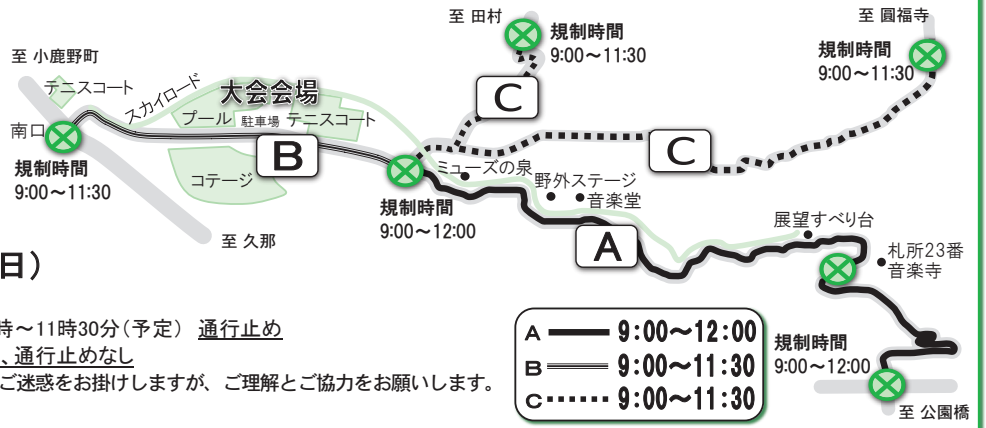 至 田村
規制時間
9:00～11:30
至 圓福寺
規制時間
9:00～11:30
至 小鹿野町
テニスコート
スカイロード
大会会場
プール
駐車場
テニスコート
南口
規制時間
9:00～11:30
B
コテージ
至 久那
C
C
ミューズの泉
野外ステージ
音楽堂
規制時間
9:00～12:00
A
展望すべり台
札所23番
音楽寺
日）
時～11時30分（予定） 通行止め
、通行止めなし
ご迷惑をお掛けしますが、ご理解とご協力をお願いします。
A 9:00～12:00
B 9:00～11:30
C 9:00～11:30
規制時間
9:00～12:00
至 公園橋